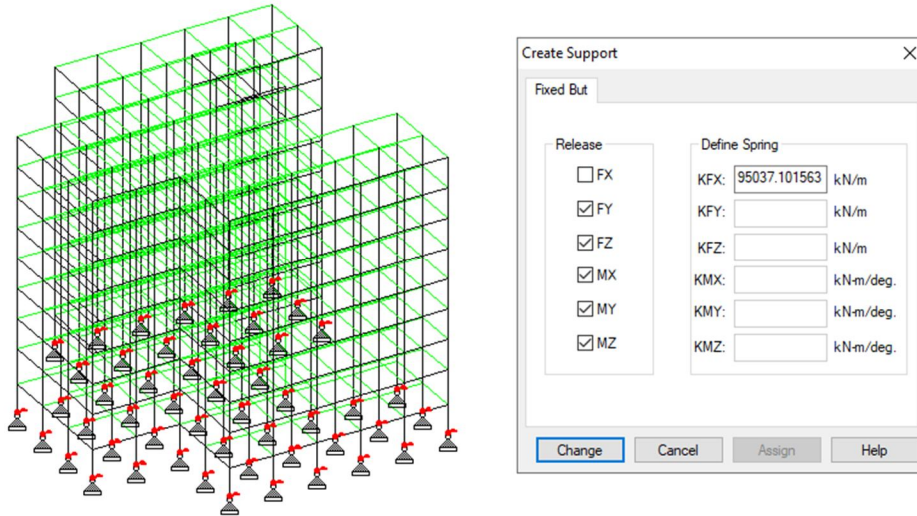 Create Support
Fixed But
Release
FX
FY
FZ
MX
MY
MZ
Define Spring
KFX: 95037.101563 kN/m
KFY: kN/m
KFZ: kN/m
KMX: kN-m/deg.
KMY: kN-m/deg.
KMZ: kN-m/deg.
Change Cancel Assign Help